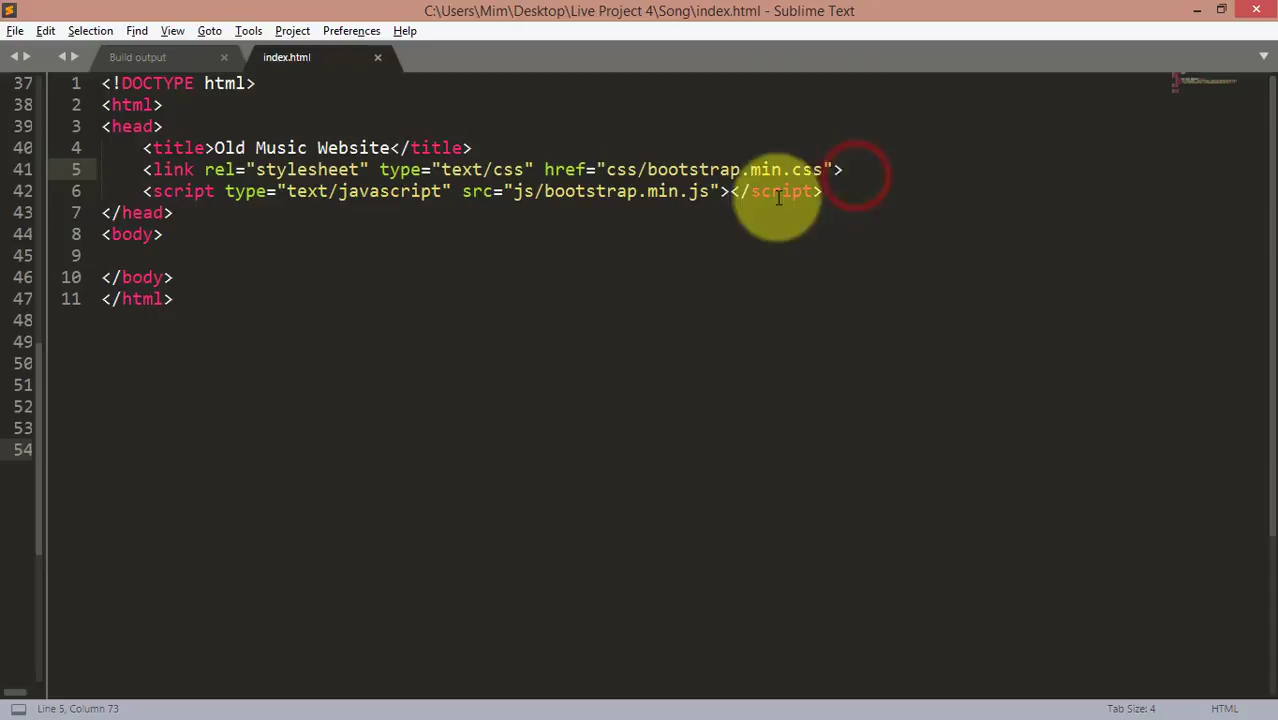 C:\Users\Mim\Desktop\Live Project 4\Song\index.html - Sublime Text
File Edit Selection Find View Goto Tools Project Preferences Help
Build output index.html
37 1 <!DOCTYPE html>
38 2 <html>
39 3 <head>
40 4 <title>Old Music Website</title>
41 5 <link rel="stylesheet" type="text/css" href="css/bootstrap.min.css">
42 6 <script type="text/javascript" src="js/bootstrap.min.js"></script>
43 7 </head>
44 8 <body>
45 9
46 10 </body>
47 11 </html>
48
49
50
51
52
53
54
Line 5, Column 73 Tab Size: 4 HTML